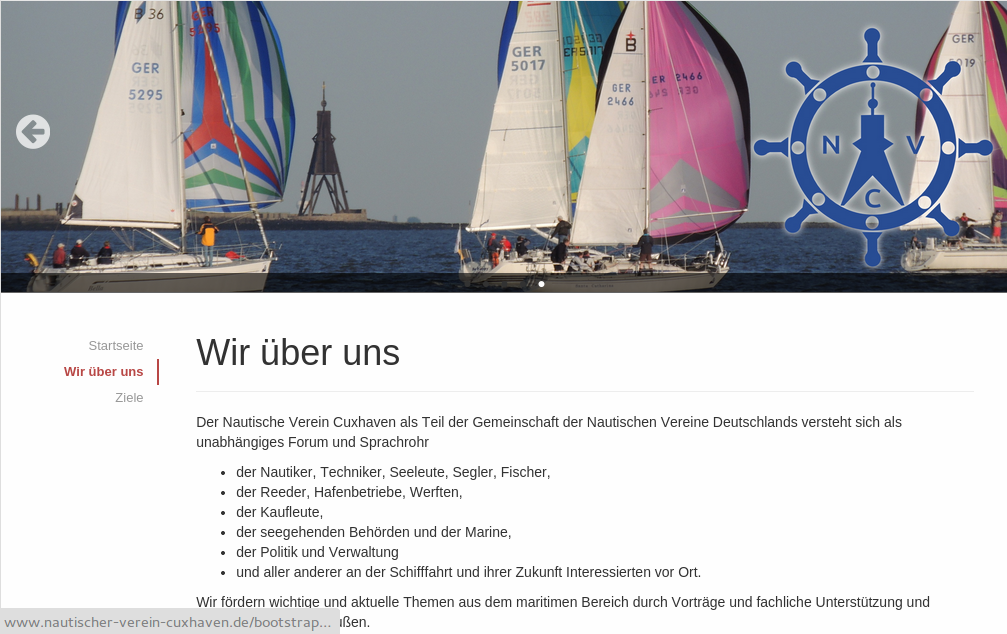 B 36
5295
GER
5295
GER
5017
GER 5017
B
GER
2466
GER 2466
GER
5019
N V
C
Startseite
Wir über uns
Ziele
Wir über uns
Der Nautische Verein Cuxhaven als Teil der Gemeinschaft der Nautischen Vereine Deutschlands versteht sich als
unabhängiges Forum und Sprachrohr
• der Nautiker, Techniker, Seeleute, Segler, Fischer,
• der Reeder, Hafenbetriebe, Werften,
• der Kaufleute,
• der seegehenden Behörden und der Marine,
• der Politik und Verwaltung
• und aller anderer an der Schifffahrt und ihrer Zukunft Interessierten vor Ort.
Wir fördern wichtige und aktuelle Themen aus dem maritimen Bereich durch Vorträge und fachliche Unterstützung und
www.nautischer-verein-cuxhaven.de/bootstrap...